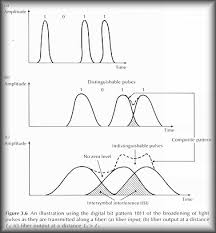 (a)
Amplitude
1 0 1 1
Time
(b)
Distinguishable pulses
Amplitude
1 0 1 1
Time
(c)
Indistinguishable pulses
Amplitude
No zero level
Composite pattern
Time
Intersymbol interference (ISI)
Figure 3.6 An illustration using the digital bit pattern 1011 of the broadening of light
pulses as they are transmitted along a fiber: (a) fiber input; (b) fiber output at a distance
L₁; (c) fiber output at a distance L₂ > L₁